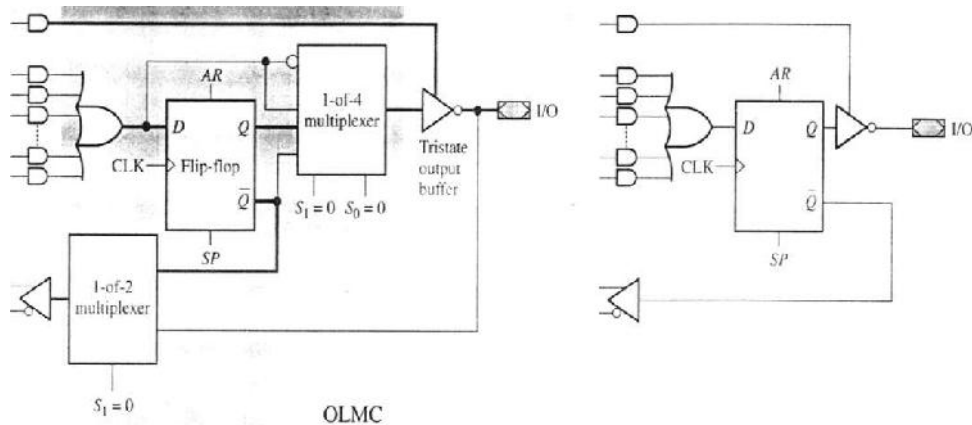 AR
D
Q
CLK
Flip-flop
Q̅
SP
1-of-4
multiplexer
S₁ = 0
S₀ = 0
Tristate
output
buffer
I/O
1-of-2
multiplexer
S₁ = 0
OLMC
AR
D
Q
CLK
Q̅
SP
I/O